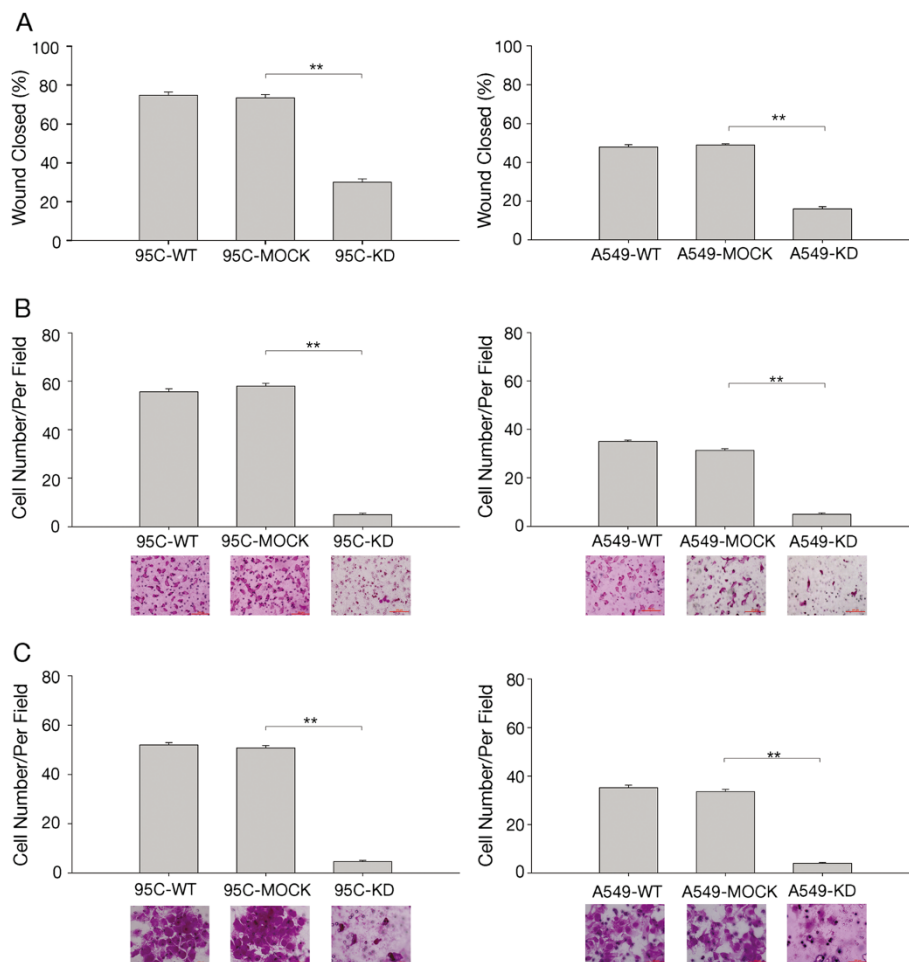 A
Wound Closed (%)
100
80
60
40
20
0
**
95C-WT 95C-MOCK 95C-KD
Wound Closed (%)
100
80
60
40
20
0
**
A549-WT A549-MOCK A549-KD
B
Cell Number/Per Field
80
60
40
20
0
**
95C-WT 95C-MOCK 95C-KD
Cell Number/Per Field
80
60
40
20
0
**
A549-WT A549-MOCK A549-KD
C
Cell Number/Per Field
80
60
40
20
0
**
95C-WT 95C-MOCK 95C-KD
Cell Number/Per Field
80
60
40
20
0
**
A549-WT A549-MOCK A549-KD